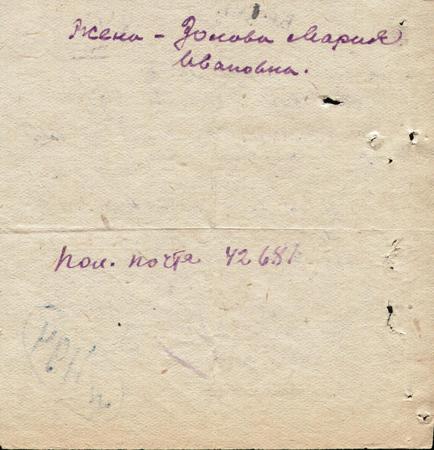 Жена – Зонова Мария
Ивановна.
Пол. почта 42681